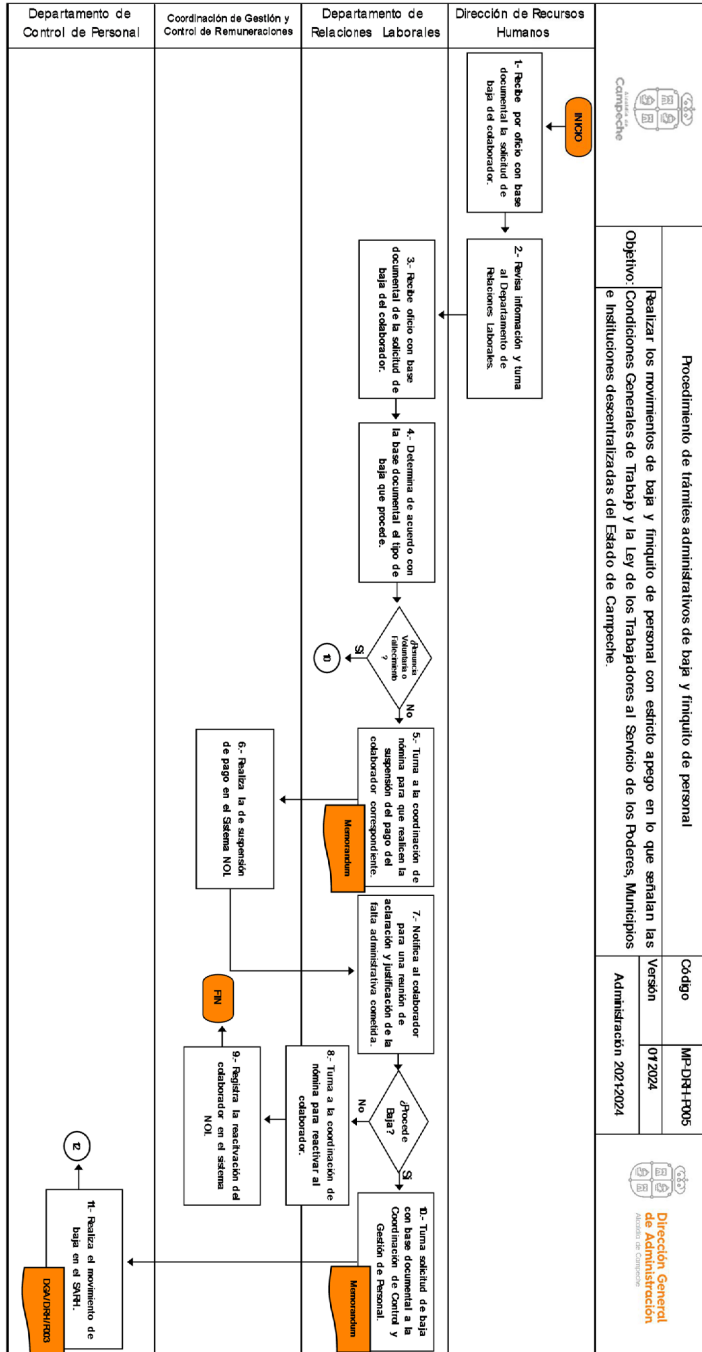 Alcaldía de
Campeche
Procedimiento de trámites administrativos de baja y finiquito de personal
Código
MP-DRH-P005
Objetivo:
Realizar los movimientos de baja y finiquito de personal con estricto apego en lo que señalan las
Condiciones Generales de Trabajo y la Ley de los Trabajadores al Servicio de los Poderes, Municipios
e Instituciones descentralizadas del Estado de Campeche.
Versión
01/2024
Administración 2021-2024
Dirección General
de Administración
Alcaldía de Campeche
Dirección de Recursos
Humanos
INICIO
1.- Recibe por oficio con base
documental la solicitud de
baja del colaborador.
2.- Revisa información y turna
al Departamento de
Relaciones Laborales.
Departamento de
Relaciones Laborales
3.- Recibe oficio con base
documental de la solicitud de
baja del colaborador.
4.- Determina de acuerdo con
la base documental el tipo de
baja que procede.
¿Renuncia
Voluntaria o
Fallecimiento
?
Si
10
No
5.- Turna a la coordinación de
nómina para que realicen la
suspensión del pago del
colaborador correspondiente.
Memorandum
7.- Notifica al colaborador
para una reunión de
aclaración y justificación de la
falta administrativa cometida.
¿Procede
Baja?
No
Si
8.- Turna a la coordinación de
nómina para reactivar al
colaborador.
10.- Turna solicitud de baja
con base documental a la
Coordinación de Control y
Gestión de Personal.
Memorandum
Coordinación de Gestión y
Control de Remuneraciones
6.- Realiza la de suspensión
de pago en el Sistema NOI.
FIN
9.- Registra la reacitvación del
colaborador en el sistema
NOI.
Departamento de
Control de Personal
12
11.- Realiza el movimiento de
baja en el SARH.
DGA/DRH/F003